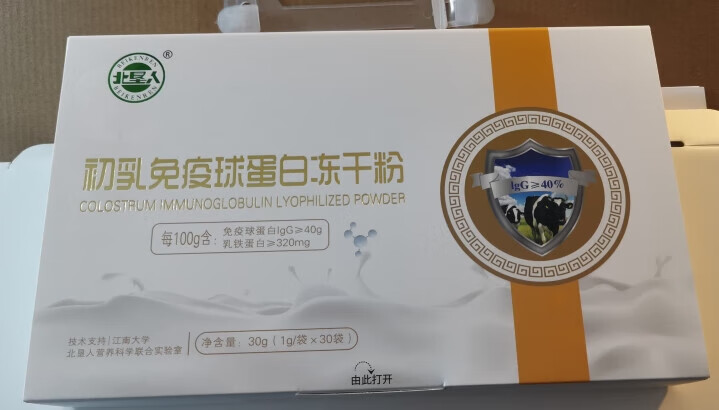 BEIKENREN
北垦人
BEIKENREN
®
初乳免疫球蛋白冻干粉
COLOSTRUM IMMUNOGLOBULIN LYOPHILIZED POWDER
每100g含:
免疫球蛋白IgG≥40g
乳铁蛋白≥320mg
IgG≥40%
技术支持/江南大学
北垦人营养科学联合实验室
净含量: 30g(1g/袋×30袋)
由此打开